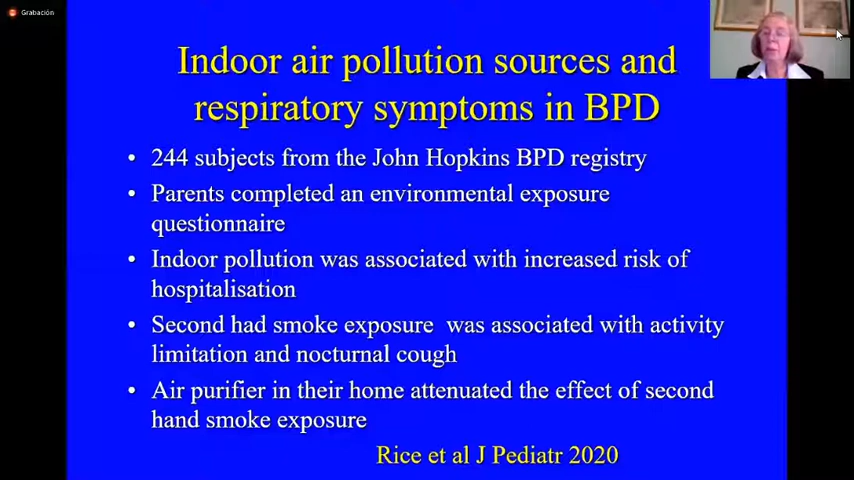 Grabación
Indoor air pollution sources and
respiratory symptoms in BPD
• 244 subjects from the John Hopkins BPD registry
• Parents completed an environmental exposure
questionnaire
• Indoor pollution was associated with increased risk of
hospitalisation
• Second had smoke exposure was associated with activity
limitation and nocturnal cough
• Air purifier in their home attenuated the effect of second
hand smoke exposure
Rice et al J Pediatr 2020